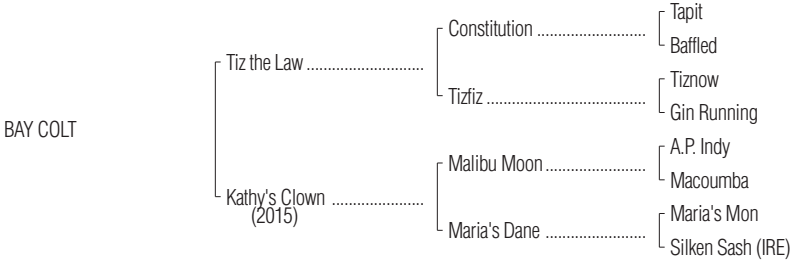 Tapit
Constitution ..........................
Baffled
Tiz the Law ............................
Tiznow
Tizfiz ......................................
Gin Running
BAY COLT
A.P. Indy
Malibu Moon ........................
Macoumba
Kathy's Clown ......................
(2015)
Maria's Mon
Maria's Dane ........................
Silken Sash (IRE)